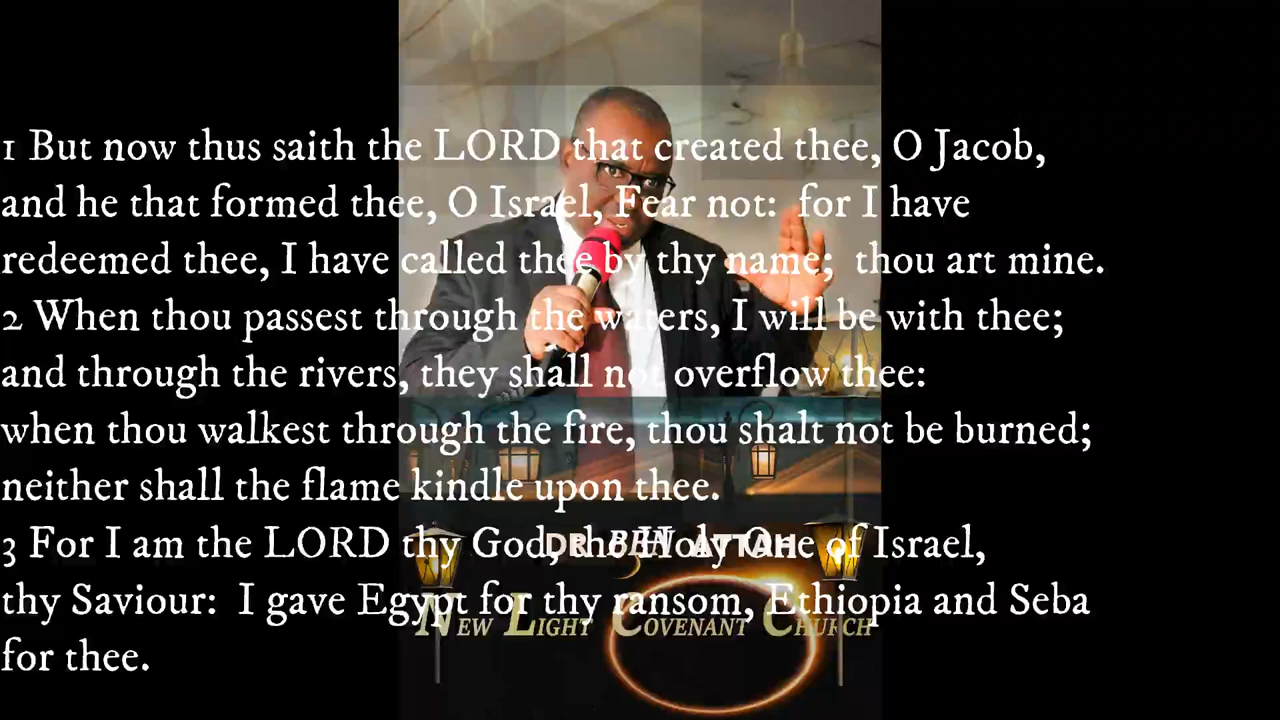 1 But now thus saith the LORD that created thee, O Jacob,
and he that formed thee, O Israel, Fear not:  for I have
redeemed thee, I have called thee by thy name;  thou art mine.
2 When thou passest through the waters, I will be with thee;
and through the rivers, they shall not overflow thee:
when thou walkest through the fire, thou shalt not be burned;
neither shall the flame kindle upon thee.
3 For I am the LORD thy God, the Holy One of Israel,
DR BEN ATTAH
thy Saviour:  I gave Egypt for thy ransom, Ethiopia and Seba
NEW LIGHT COVENANT CHURCH
for thee.